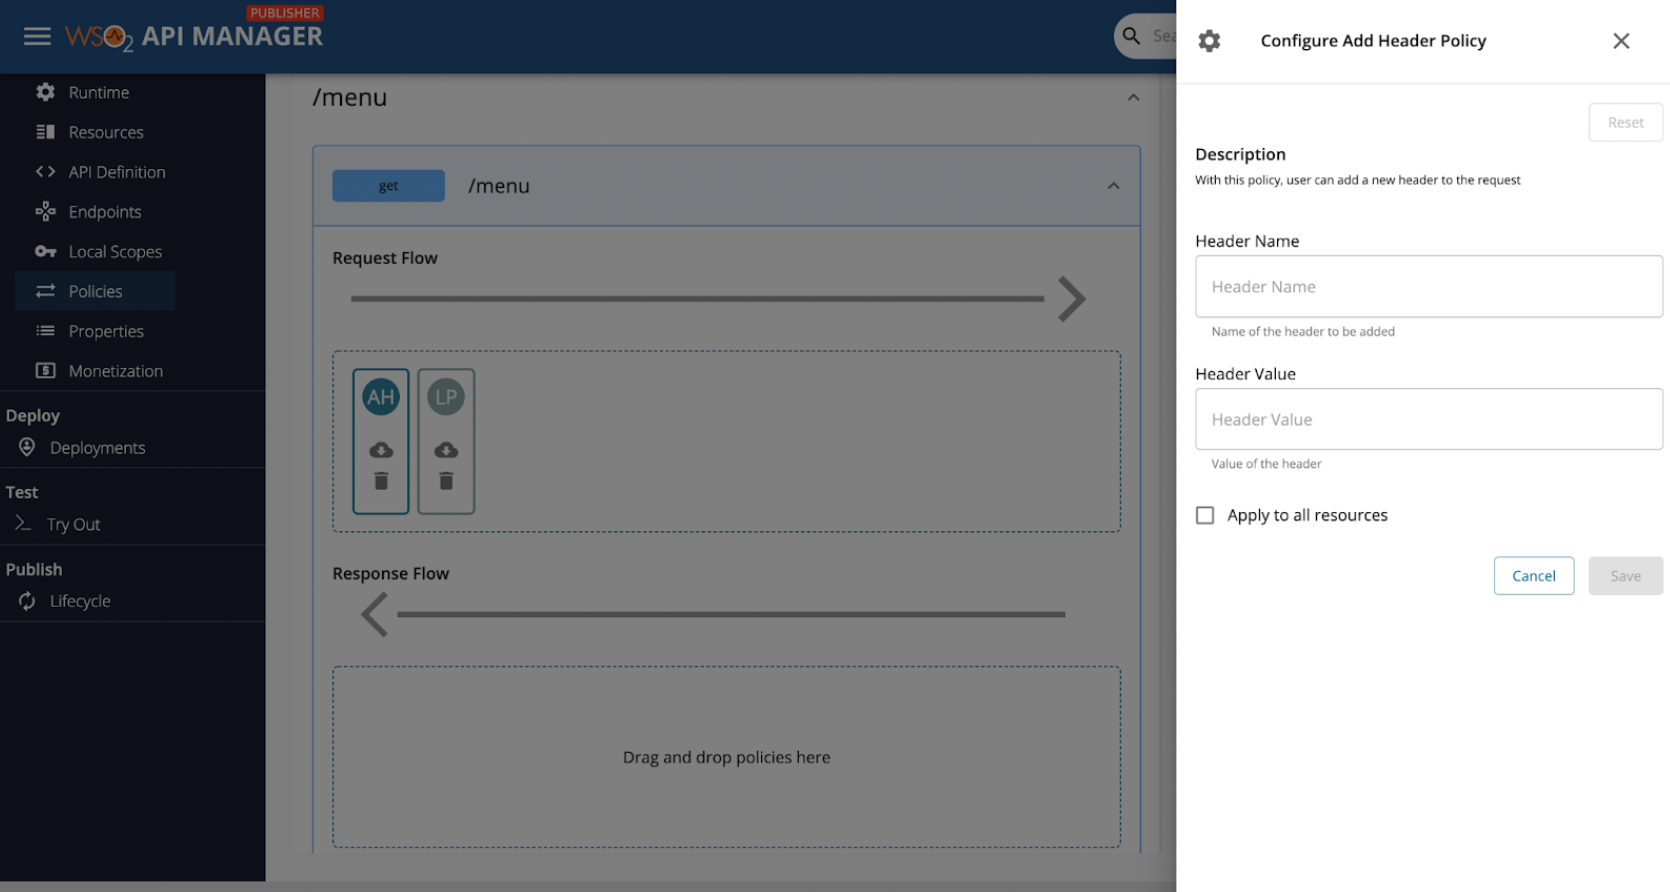 PUBLISHER
WSO2 API MANAGER
Runtime
Resources
API Definition
Endpoints
Local Scopes
Policies
Properties
Monetization
Deploy
Deployments
Test
Try Out
Publish
Lifecycle
/menu
get /menu
Request Flow
AH LP
Response Flow
Drag and drop policies here
Configure Add Header Policy
Reset
Description
With this policy, user can add a new header to the request
Header Name
Header Name
Name of the header to be added
Header Value
Header Value
Value of the header
Apply to all resources
Cancel Save